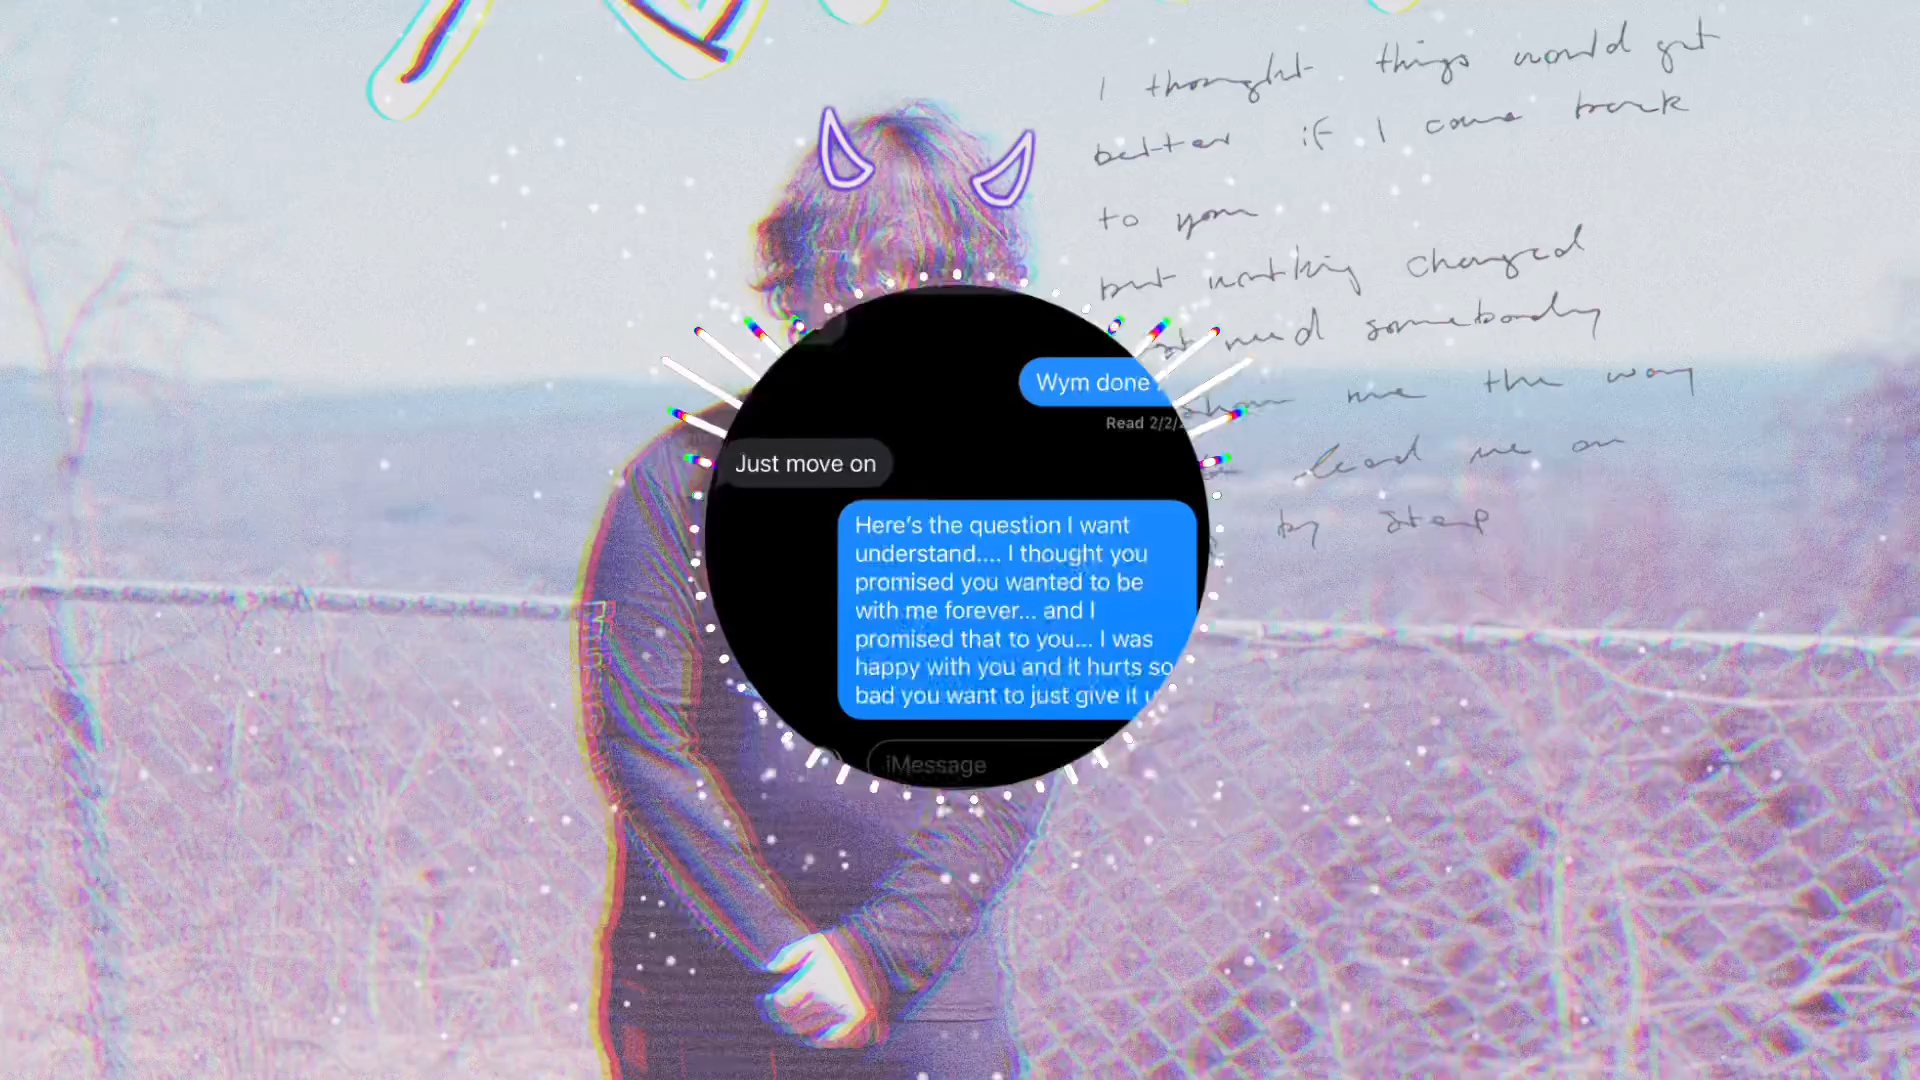 I thought things would get
better if I came back
to you
but nothing changed
need somebody
show me the way
lead me on
by step
Wym done
Read 2/2/
Just move on
Here's the question I want
understand.... I thought you
promised you wanted to be
with me forever... and I
promised that to you... I was
happy with you and it hurts so
bad you want to just give it u
iMessage